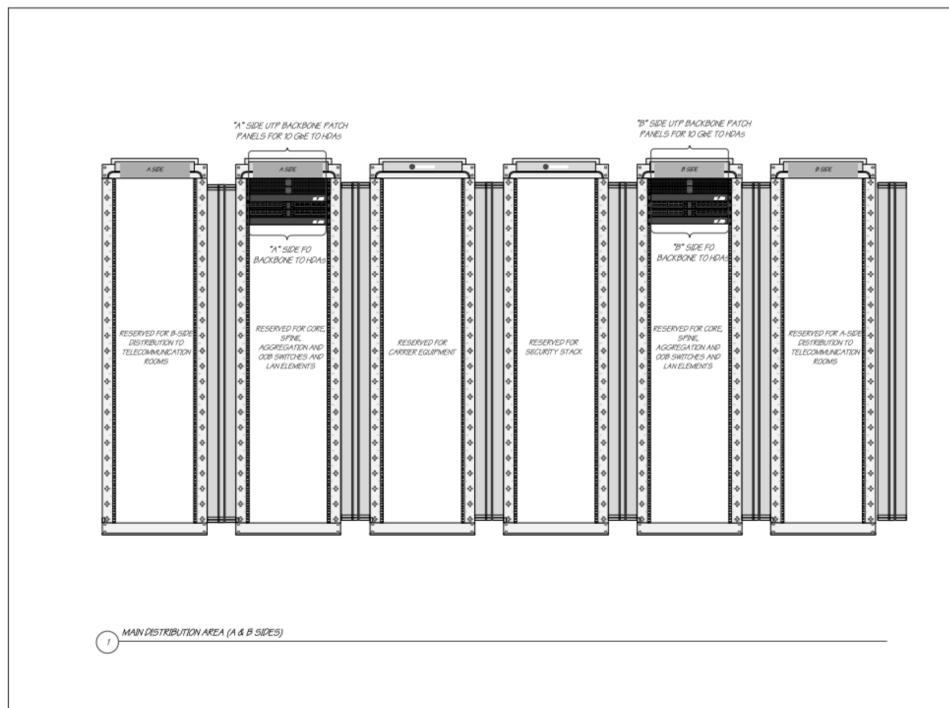 "A" SIDE UTP BACKBONE PATCH
PANELS FOR 10 GbE TO HDAs
"B" SIDE UTP BACKBONE PATCH
PANELS FOR 10 GbE TO HDAs
A SIDE
A SIDE
B SIDE
B SIDE
"A" SIDE FO
BACKBONE TO HDAs
"B" SIDE FO
BACKBONE TO HDAs
RESERVED FOR B-SIDE
DISTRIBUTION TO
TELECOMMUNICATION
ROOMS
RESERVED FOR CORE,
SPINE,
AGGREGATION AND
OOB SWITCHES AND
LAN ELEMENTS
RESERVED FOR
CARRIER EQUIPMENT
RESERVED FOR
SECURITY STACK
RESERVED FOR CORE,
SPINE,
AGGREGATION AND
OOB SWITCHES AND
LAN ELEMENTS
RESERVED FOR A-SIDE
DISTRIBUTION TO
TELECOMMUNICATION
ROOMS
1
MAIN DISTRIBUTION AREA (A & B SIDES)